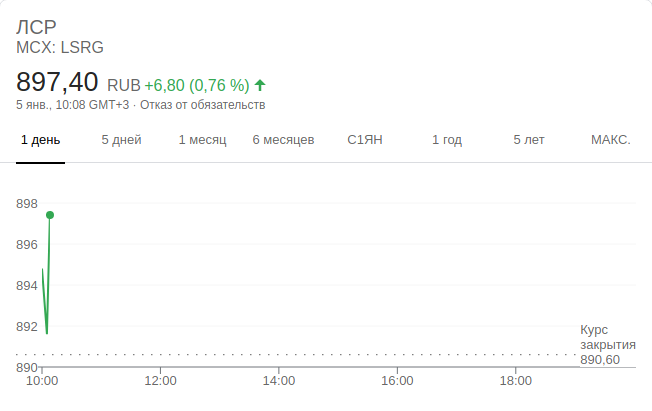 ЛСР
MCX: LSRG
897,40 RUB +6,80 (0,76 %)
5 янв., 10:08 GMT+3 · Отказ от обязательств
1 день 5 дней 1 месяц 6 месяцев С1ЯН 1 год 5 лет МАКС.
898
896
894
892
890
Курс
закрытия
890,60
10:00 12:00 14:00 16:00 18:00